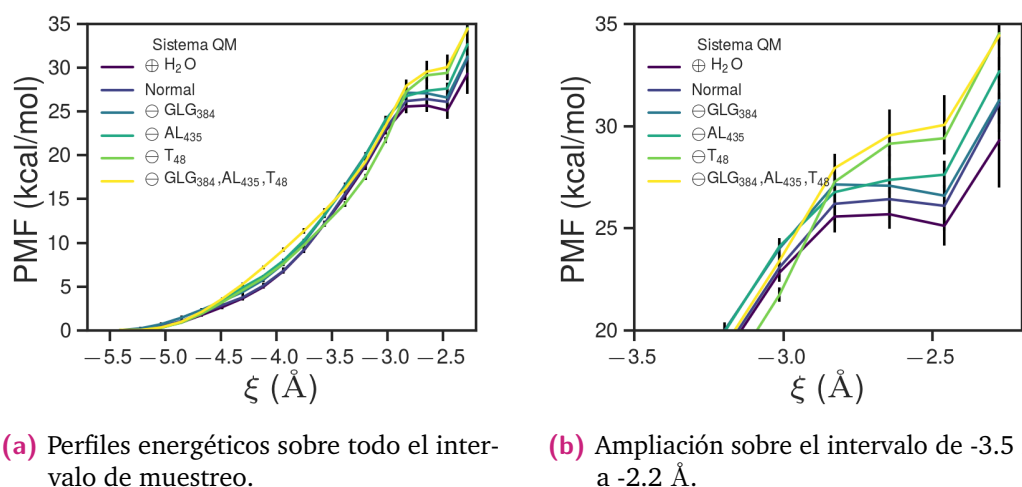 35
30
25
20
15
10
5
0
PMF (kcal/mol)
Sistema QM
⊕ H₂O
Normal
⊖ GLG₃₈₄
⊖ AL₄₃₅
⊖ T₄₈
⊖ GLG₃₈₄,AL₄₃₅,T₄₈
−5.5 −5.0 −4.5 −4.0 −3.5 −3.0 −2.5
ξ (Å)
35
30
25
20
PMF (kcal/mol)
Sistema QM
⊕ H₂O
Normal
⊖ GLG₃₈₄
⊖ AL₄₃₅
⊖ T₄₈
⊖ GLG₃₈₄,AL₄₃₅,T₄₈
−3.5 −3.0 −2.5
ξ (Å)
(a) Perfiles energéticos sobre todo el inter-
valo de muestreo.
(b) Ampliación sobre el intervalo de -3.5
a -2.2 Å.